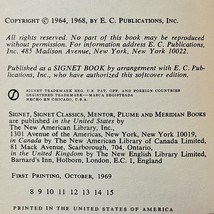 COPYRIGHT © 1964, 1968, BY E. C. PUBLICATIONS, INC.
All rights reserved. No part of this book may be reproduced
without permission. For information address E. C. Publications,
Inc., 485 Madison Avenue, New York, New York 10022.
Published as a SIGNET BOOK by arrangement with E. C. Publica-
tions, Inc., who have authorized this softcover edition.
SIGNET TRADEMARK REG. U.S. PAT. OFF. AND FOREIGN COUNTRIES
REGISTERED TRADEMARK—MARCA REGISTRADA
HECHO EN CHICAGO, U.S.A.
SIGNET, SIGNET CLASSICS, MENTOR, PLUME AND MERIDIAN BOOKS
are published in the United States by
The New American Library, Inc.,
1301 Avenue of the Americas, New York, New York 10019,
in Canada by The New American Library of Canada Limited,
81 Mack Avenue, Scarborough, 704, Ontario,
in the United Kingdom by The New English Library Limited,
Barnard's Inn, Holborn, London, E.C. 1, England
FIRST PRINTING, OCTOBER, 1969
8 9 10 11 12 13 14 15
PRINTED IN THE UNITED STATES OF AMERICA